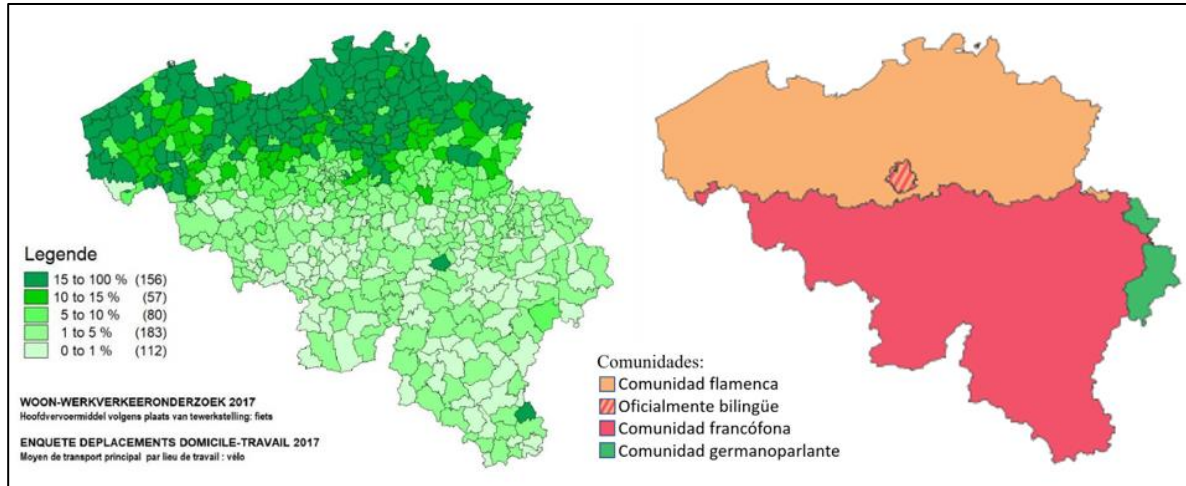 Legende
15 to 100 % (156)
10 to 15 % (57)
5 to 10 % (80)
1 to 5 % (183)
0 to 1 % (112)
WOON-WERKVERKEERONDERZOEK 2017
Hoofdvervoermiddel volgens plaats van tewerkstelling: fiets
ENQUETE DEPLACEMENTS DOMICILE-TRAVAIL 2017
Moyen de transport principal par lieu de travail : vélo
Comunidades:
Comunidad flamenca
Oficialmente bilingüe
Comunidad francófona
Comunidad germanoparlante